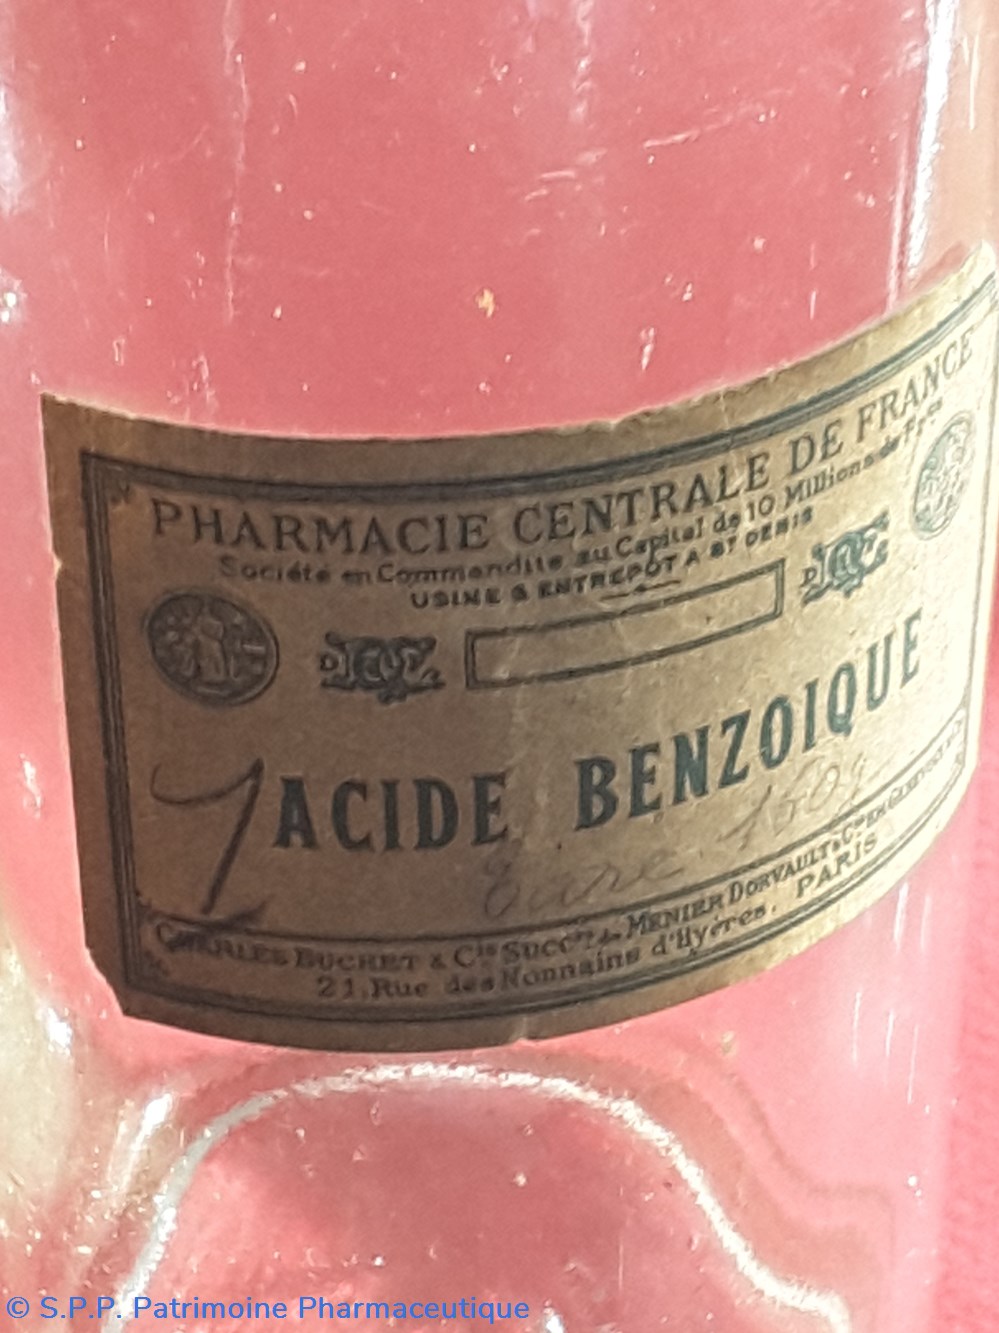 PHARMACIE CENTRALE DE FRANCE
Société en Commandite au Capital de 10 Millions de Frcs
USINE & ENTREPÔT A ST DENIS
ACIDE BENZOIQUE
CHARLES BUCHET & Cie SUCCrs de MENIER DORVAULT & Cie
21, Rue des Nonnains d'Hyères. PARIS
© S.P.P. Patrimoine Pharmaceutique